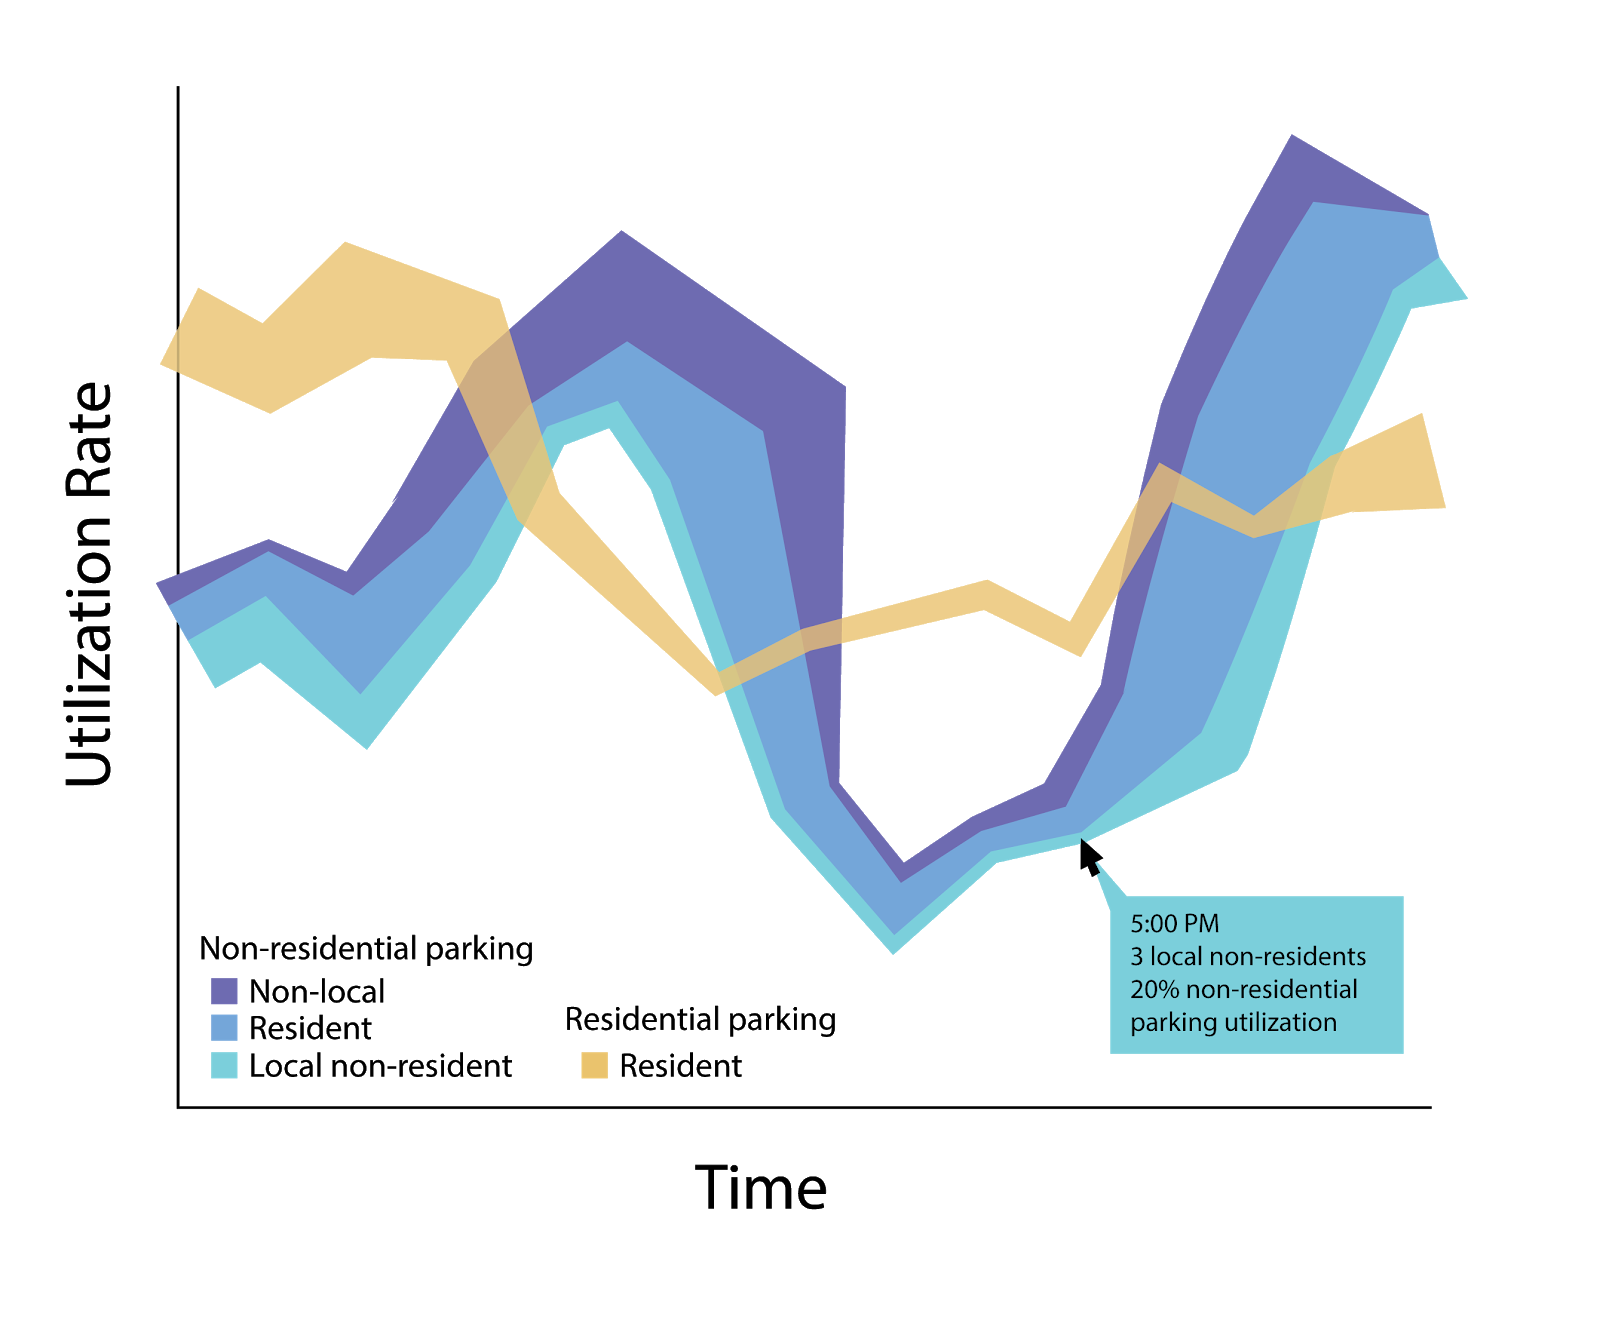 Utilization Rate
Non-residential parking
Non-local
Resident
Local non-resident
Residential parking
Resident
5:00 PM
3 local non-residents
20% non-residential
parking utilization
Time